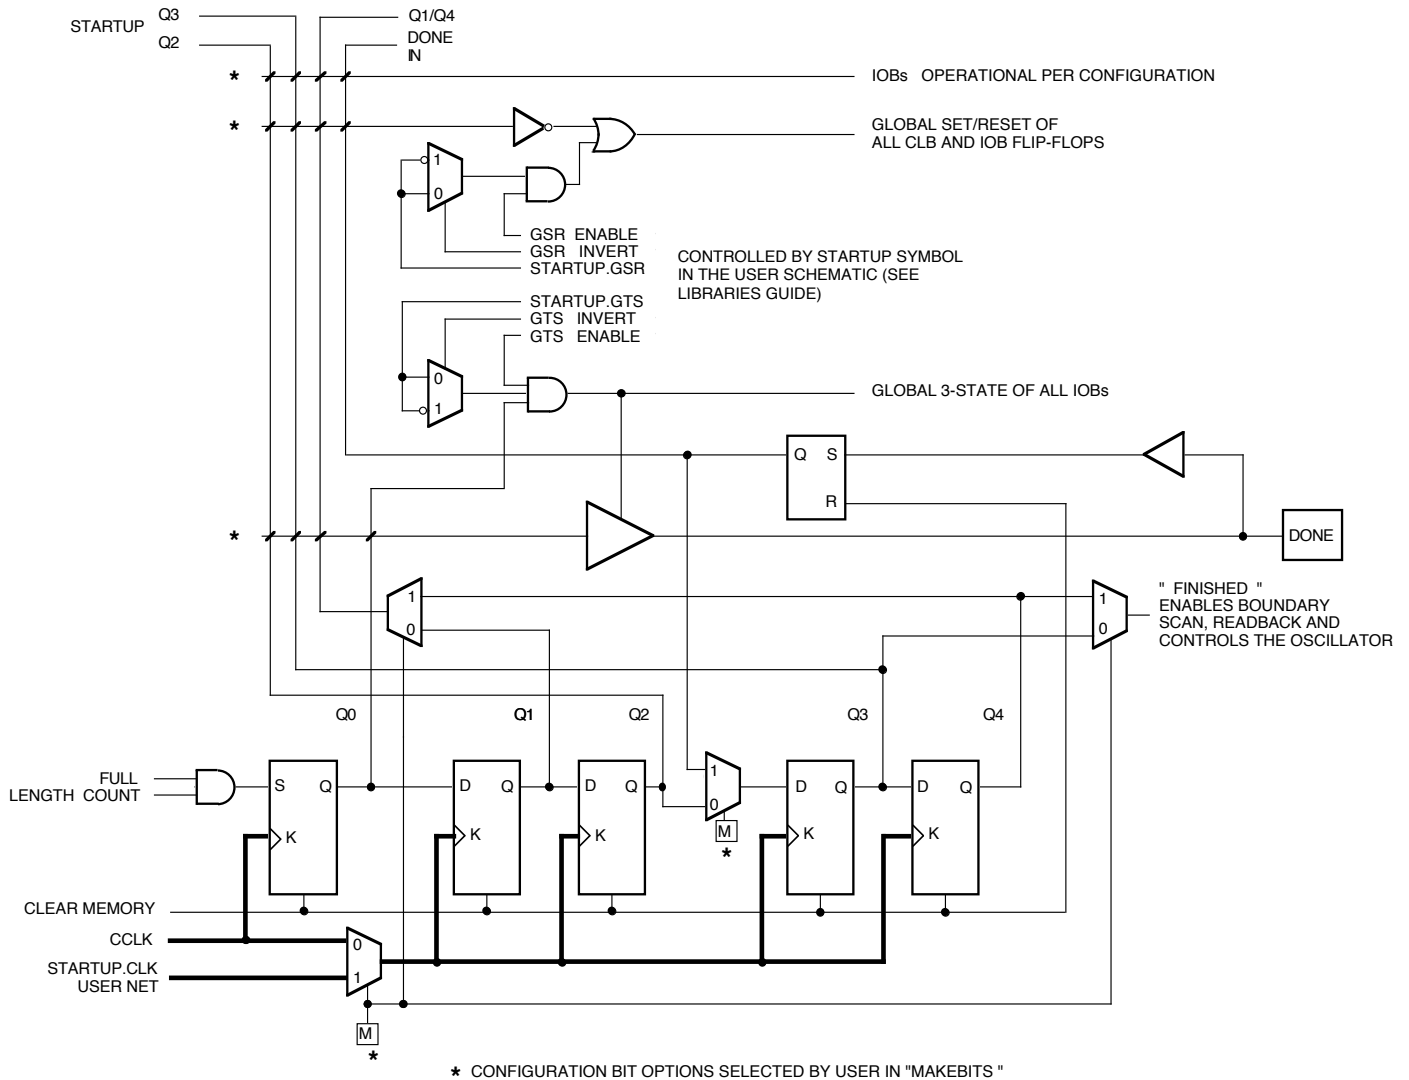 Q3
STARTUP
Q2
Q1/Q4
DONE
IN
* IOBs OPERATIONAL PER CONFIGURATION
* GLOBAL SET/RESET OF
ALL CLB AND IOB FLIP-FLOPS
1
0
GSR ENABLE
GSR INVERT
STARTUP.GSR
CONTROLLED BY STARTUP SYMBOL
IN THE USER SCHEMATIC (SEE
LIBRARIES GUIDE)
STARTUP.GTS
GTS INVERT
GTS ENABLE
0
1
GLOBAL 3-STATE OF ALL IOBs
Q S
R
*
DONE
1
0
1
0
" FINISHED "
ENABLES BOUNDARY
SCAN, READBACK AND
CONTROLS THE OSCILLATOR
Q0 Q1 Q2 Q3 Q4
FULL
LENGTH COUNT
S Q
K
D Q
K
D Q
K
1
0
M
*
D Q
K
D Q
K
CLEAR MEMORY
CCLK
STARTUP.CLK
USER NET
0
1
M
*
* CONFIGURATION BIT OPTIONS SELECTED BY USER IN "MAKEBITS "